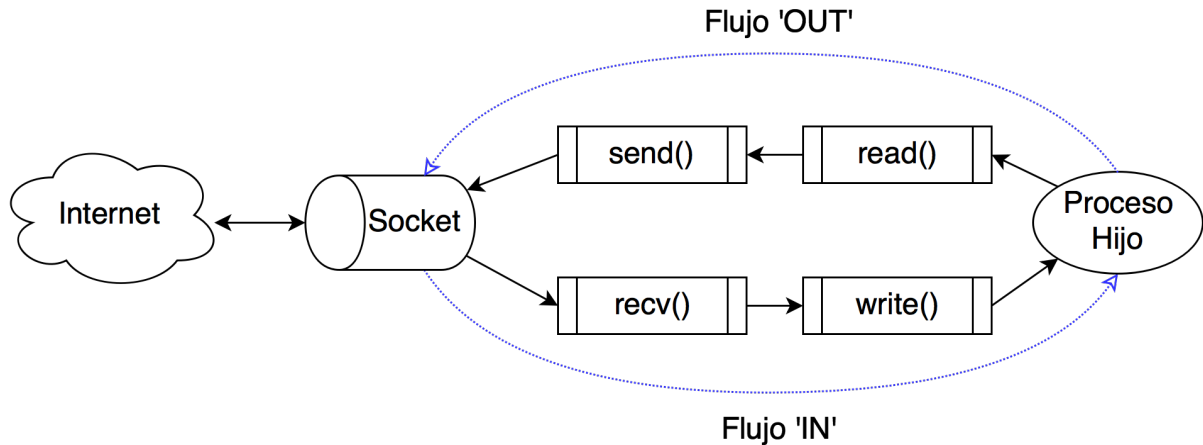 Flujo 'OUT'
send()
read()
Internet
Socket
Proceso
Hijo
recv()
write()
Flujo 'IN'